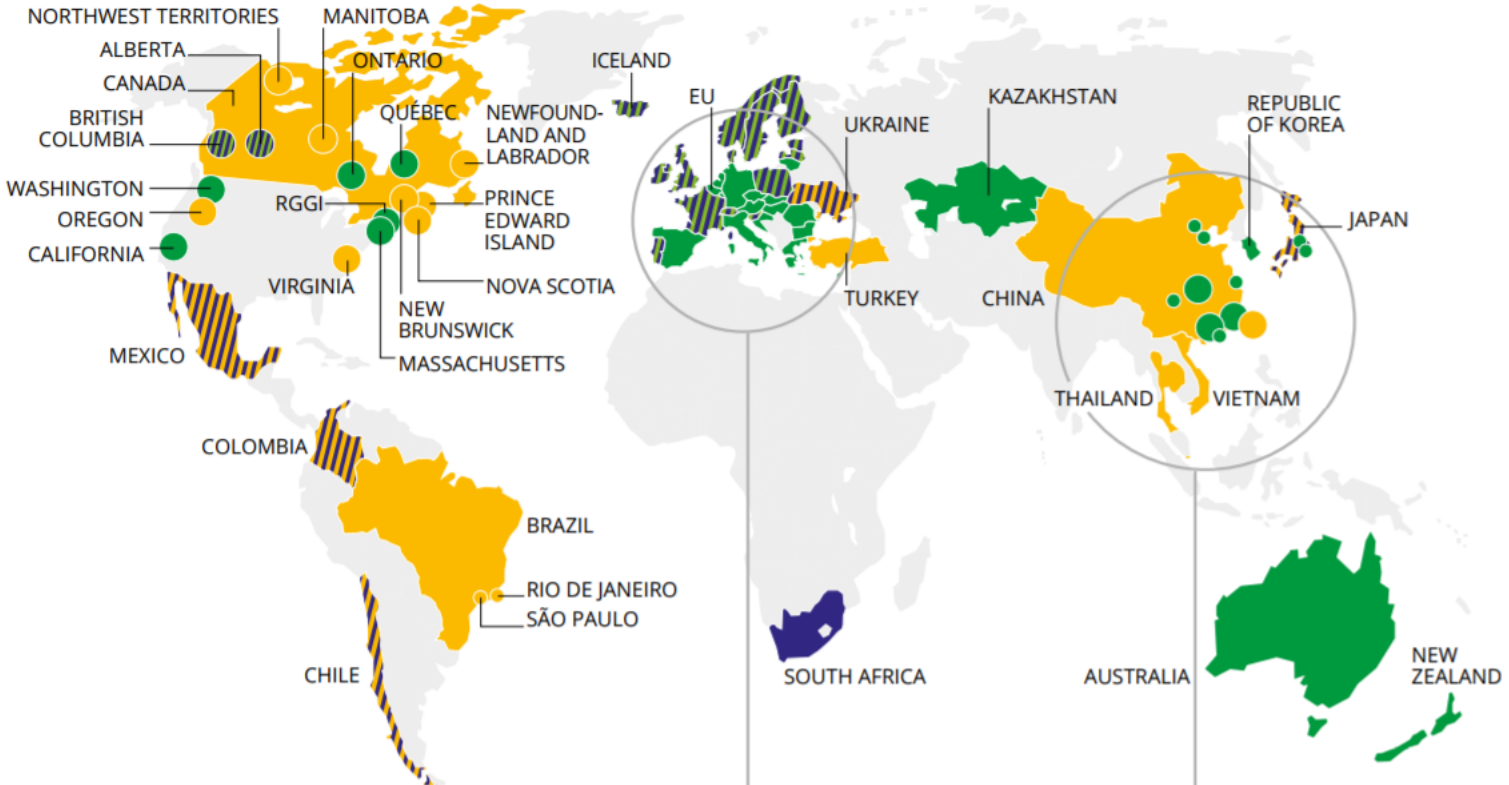 NORTHWEST TERRITORIES
MANITOBA
ALBERTA
ONTARIO
CANADA
BRITISH
COLUMBIA
QUÉBEC
NEWFOUND-
LAND AND
LABRADOR
WASHINGTON
OREGON
RGGI
PRINCE
EDWARD
ISLAND
CALIFORNIA
VIRGINIA
NOVA SCOTIA
NEW
BRUNSWICK
MASSACHUSETTS
MEXICO
COLOMBIA
BRAZIL
RIO DE JANEIRO
SÃO PAULO
CHILE
ICELAND
EU
UKRAINE
TURKEY
KAZAKHSTAN
REPUBLIC
OF KOREA
JAPAN
CHINA
THAILAND
VIETNAM
SOUTH AFRICA
AUSTRALIA
NEW
ZEALAND